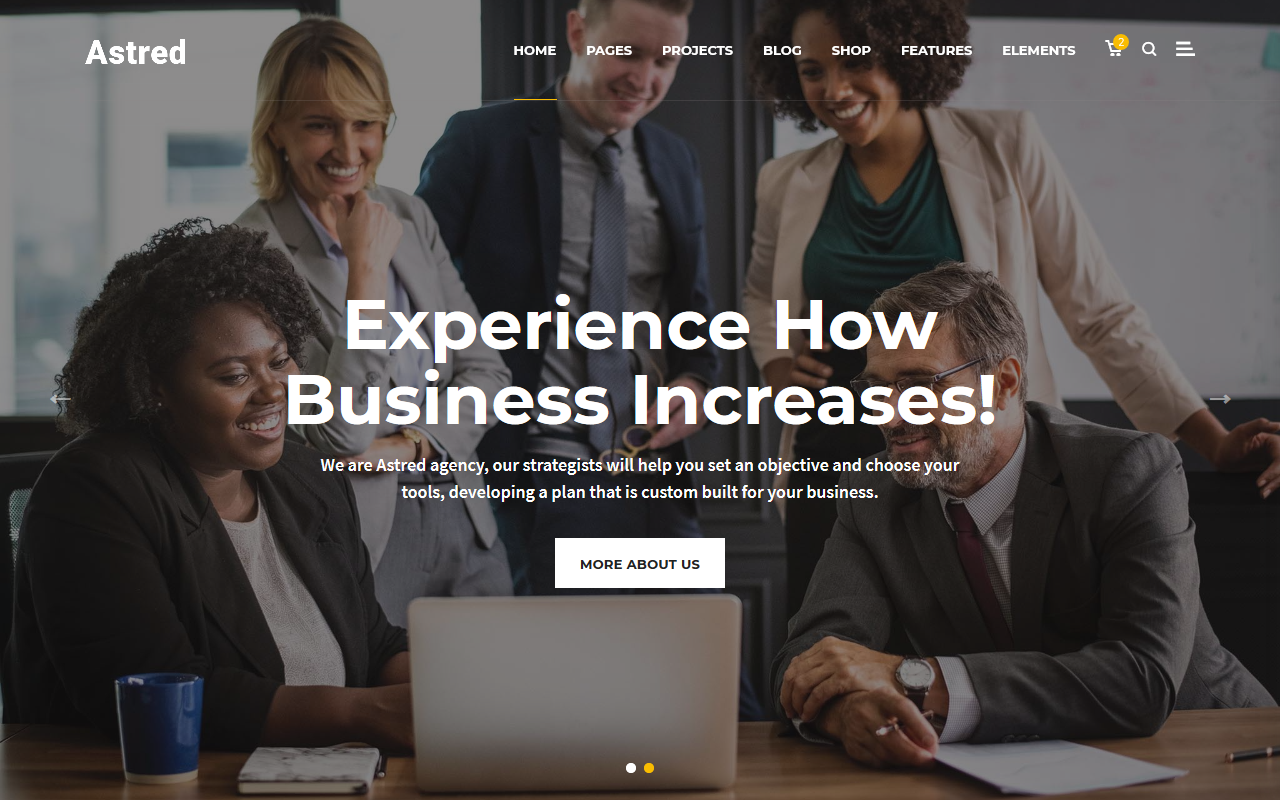 Astred
HOME PAGES PROJECTS BLOG SHOP FEATURES ELEMENTS 2
Experience How
Business Increases!
We are Astred agency, our strategists will help you set an objective and choose your
tools, developing a plan that is custom built for your business.
MORE ABOUT US